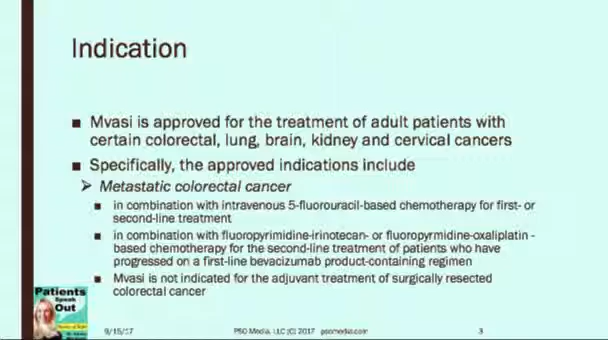 Indication
■ Mvasi is approved for the treatment of adult patients with
certain colorectal, lung, brain, kidney and cervical cancers
■ Specifically, the approved indications include
➢ Metastatic colorectal cancer
■ in combination with intravenous 5-fluorouracil-based chemotherapy for first- or
second-line treatment
■ in combination with fluoropyrimidine-irinotecan- or fluoropyrmidine-oxaliplatin -
based chemotherapy for the second-line treatment of patients who have
progressed on a first-line bevacizumab product-containing regimen
■ Mvasi is not indicated for the adjuvant treatment of surgically resected
colorectal cancer
Patients
Speak
Out
9/15/17 PSO Media, LLC (C) 2017 psomedia.com 3